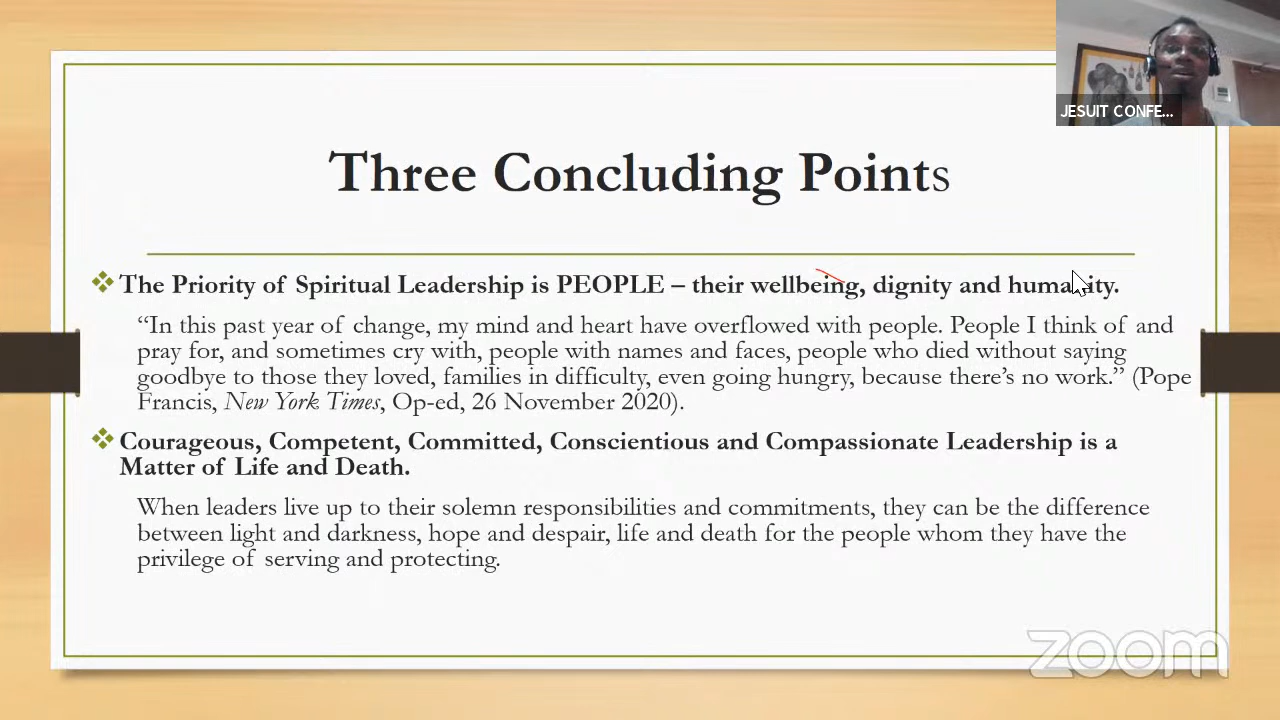 JESUIT CONFE...
Three Concluding Points
The Priority of Spiritual Leadership is PEOPLE – their wellbeing, dignity and humanity.
“In this past year of change, my mind and heart have overflowed with people. People I think of and
pray for, and sometimes cry with, people with names and faces, people who died without saying
goodbye to those they loved, families in difficulty, even going hungry, because there’s no work.” (Pope
Francis, New York Times, Op-ed, 26 November 2020).
Courageous, Competent, Committed, Conscientious and Compassionate Leadership is a
Matter of Life and Death.
When leaders live up to their solemn responsibilities and commitments, they can be the difference
between light and darkness, hope and despair, life and death for the people whom they have the
privilege of serving and protecting.
zoom